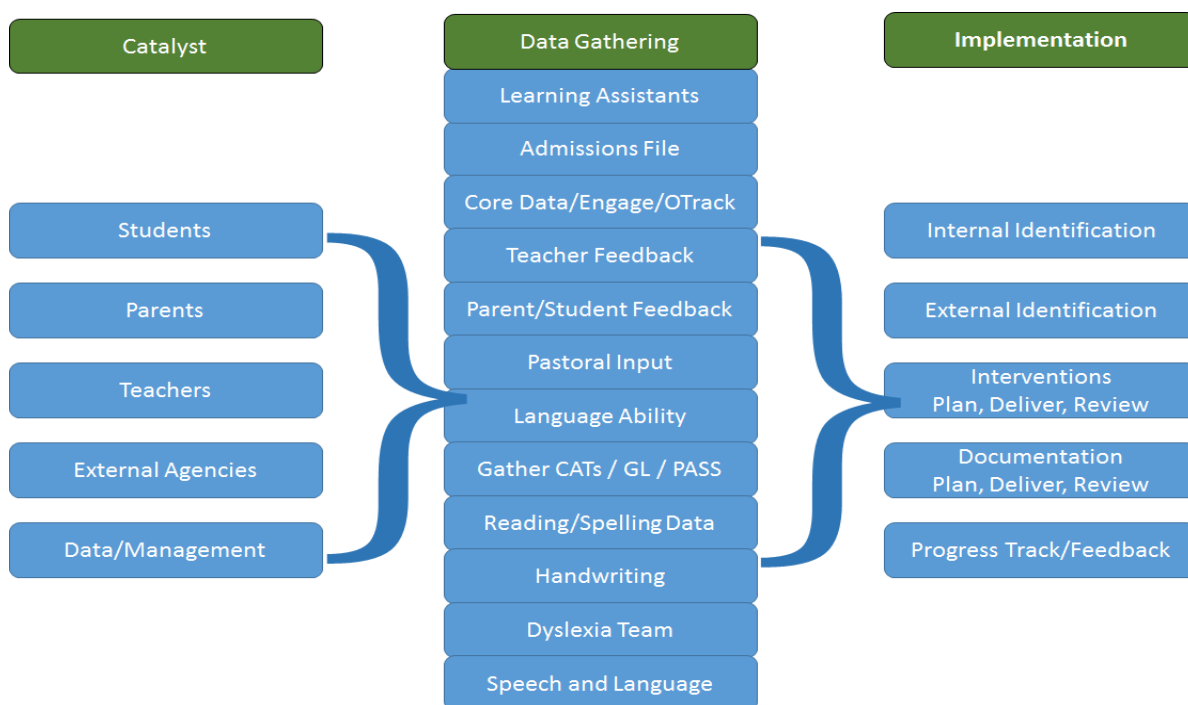 Catalyst
Students
Parents
Teachers
External Agencies
Data/Management
Data Gathering
Learning Assistants
Admissions File
Core Data/Engage/OTrack
Teacher Feedback
Parent/Student Feedback
Pastoral Input
Language Ability
Gather CATs / GL / PASS
Reading/Spelling Data
Handwriting
Dyslexia Team
Speech and Language
Implementation
Internal Identification
External Identification
Interventions
Plan, Deliver, Review
Documentation
Plan, Deliver, Review
Progress Track/Feedback